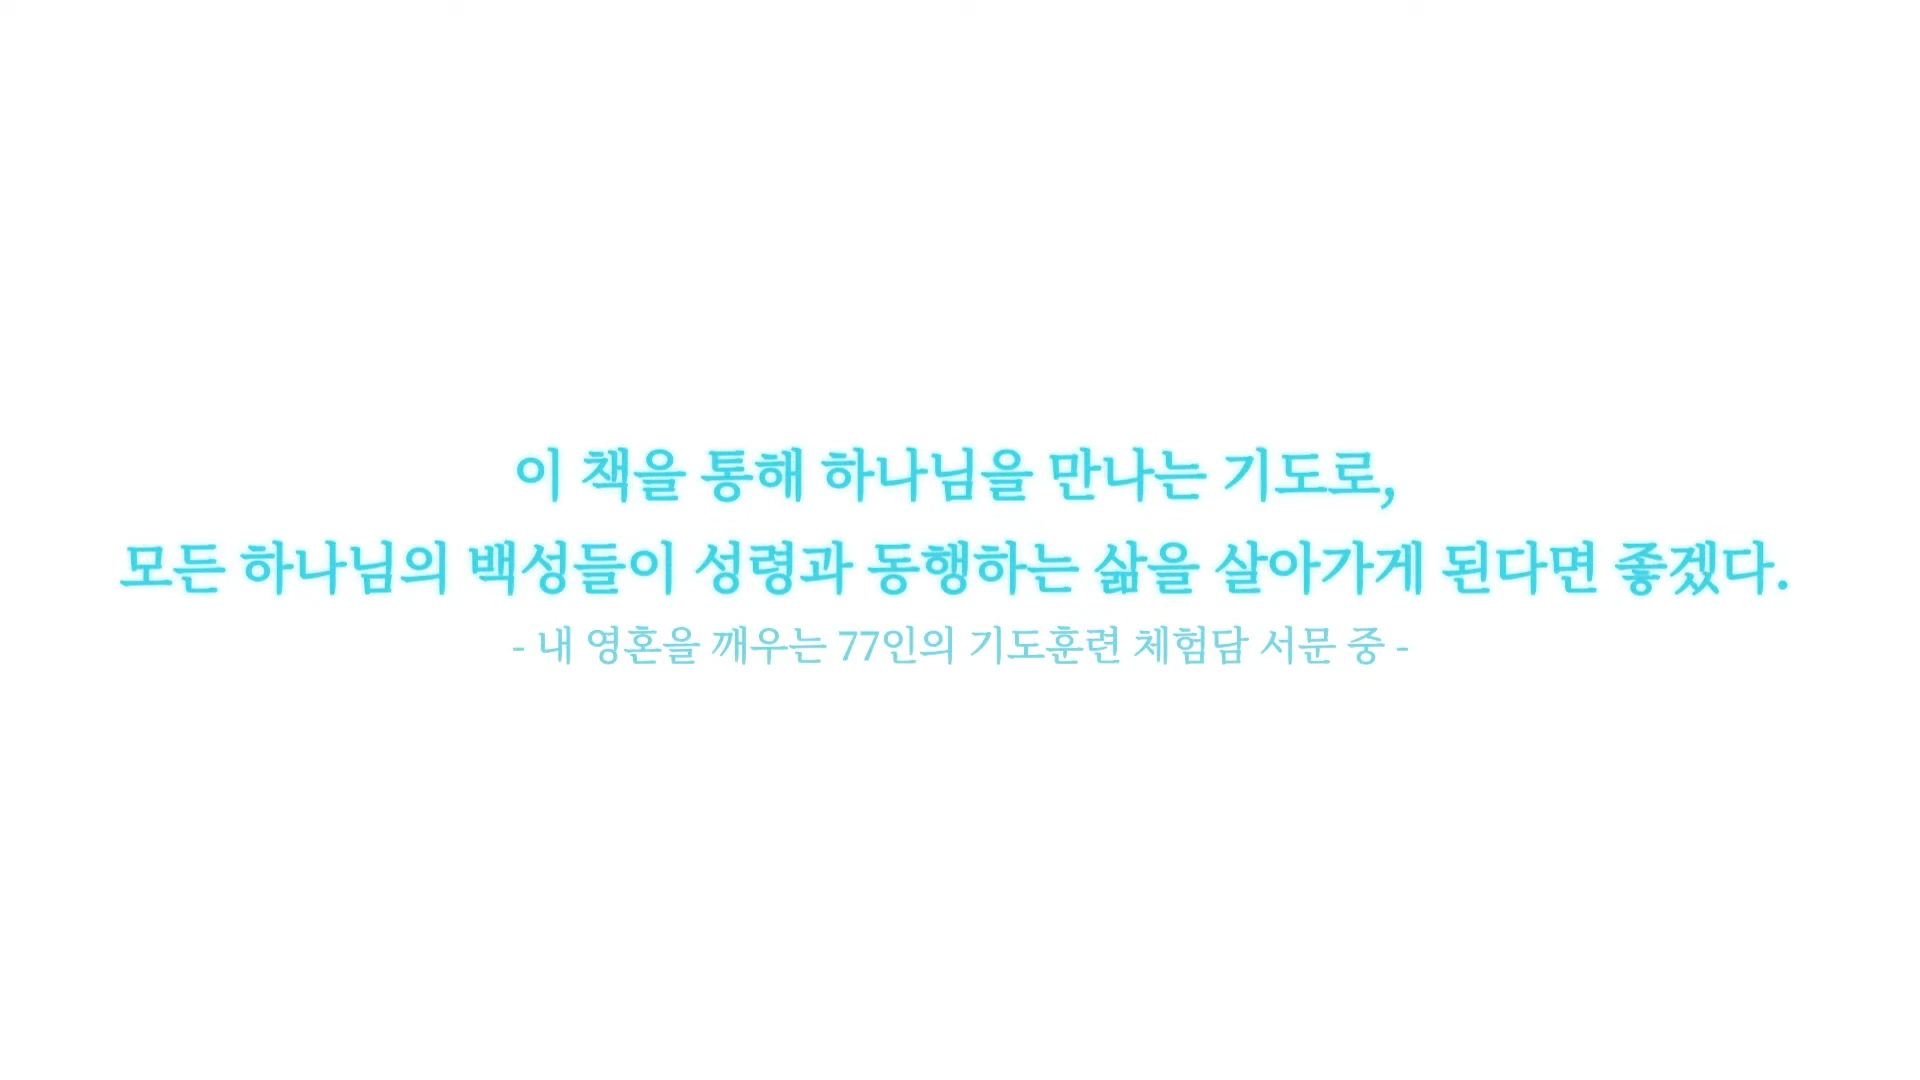 이 책을 통해 하나님을 만나는 기도로,
모든 하나님의 백성들이 성령과 동행하는 삶을 살아가게 된다면 좋겠다.
- 내 영혼을 깨우는 77인의 기도훈련 체험담 서문 중 -